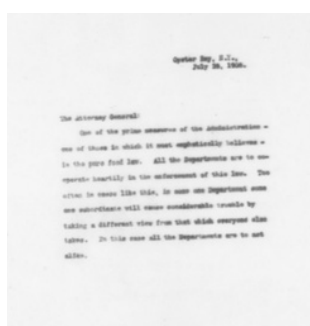 Oyster Bay, N.Y.,
July 28, 1906.
The Attorney General:
One of the prime measures of the Administration -
one of those in which it most emphatically believes -
is the pure food law. All the Departments are to co-
operate heartily in the enforcement of this law. Too
often in cases like this, in some one Department some
one subordinate will cause considerable trouble by
taking a different view from that which everyone else
takes. In this case all the Departments are to act
alike.